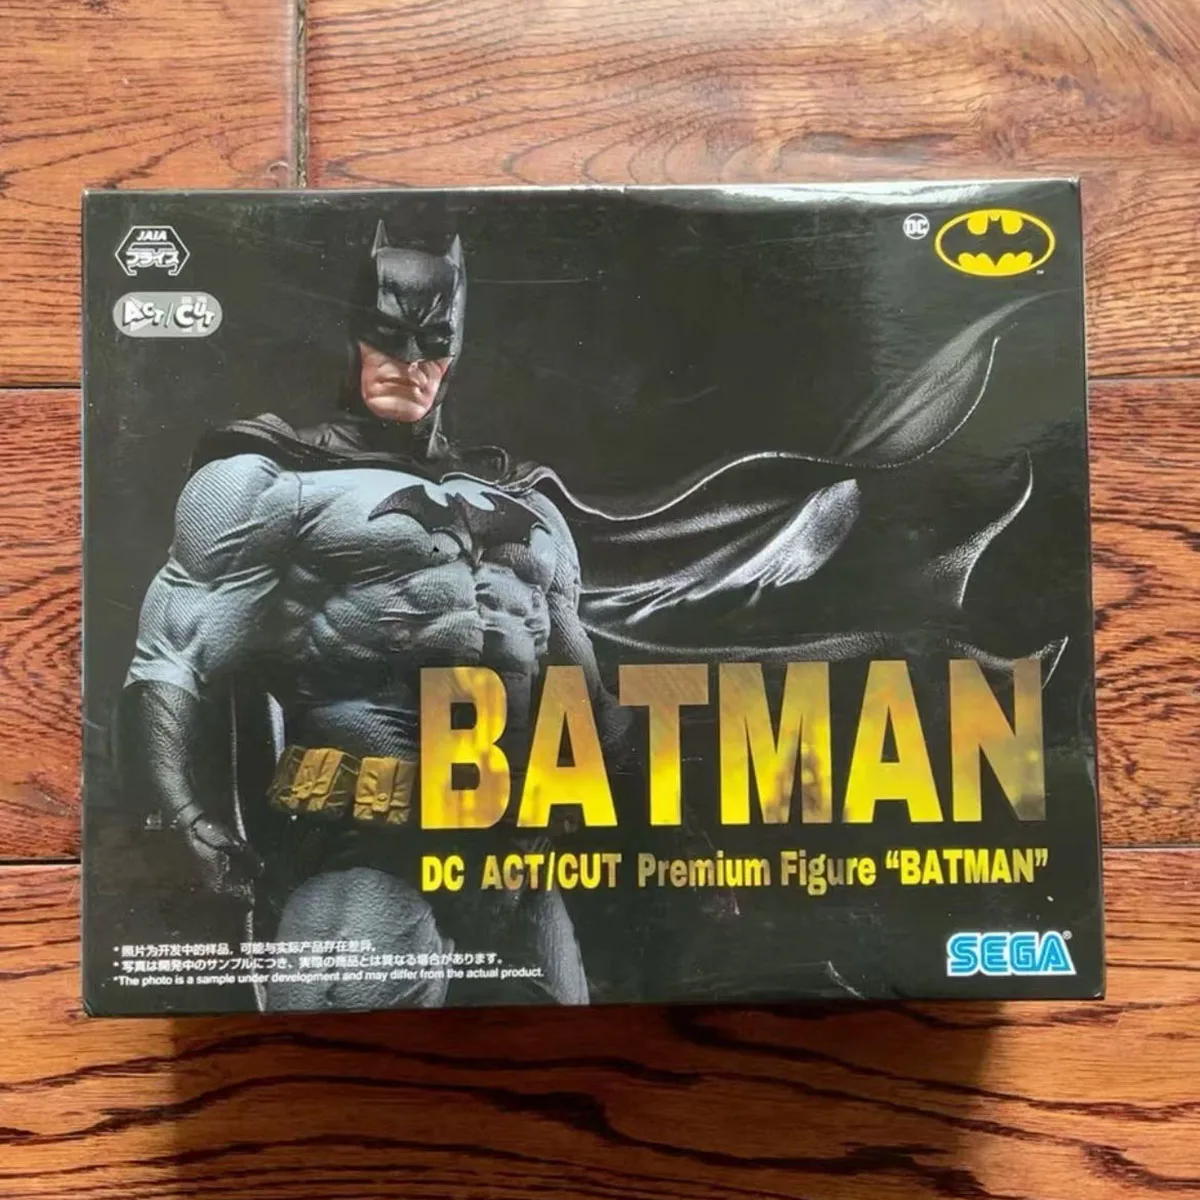 JAIA
プライズ
ACT/CUT
DC
BATMAN
DC ACT/CUT Premium Figure “BATMAN”
* 照片为开发中的样品，可能与实际产品存在差异。
* 写真は開発中のサンプルにつき、実際の商品とは異なる場合があります。
*The photo is a sample under development and may differ from the actual product.
SEGA®